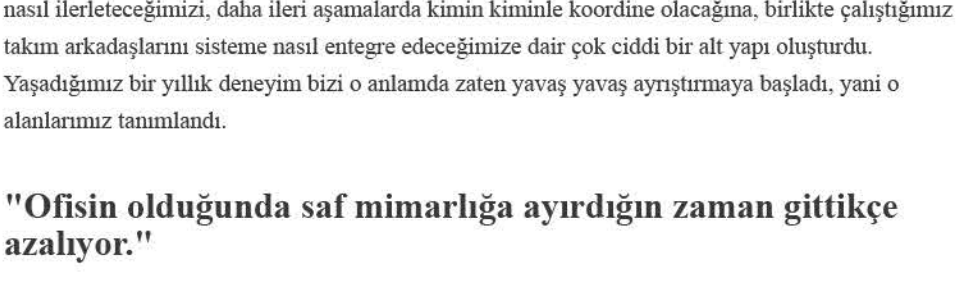 nasıl ilerleteceğimizi, daha ileri aşamalarda kimin kiminle koordine olacağına, birlikte çalıştığımız
takım arkadaşlarını sisteme nasıl entegre edeceğimize dair çok ciddi bir alt yapı oluşturdu.
Yaşadığımız bir yıllık deneyim bizi o anlamda zaten yavaş yavaş ayrıştırmaya başladı, yani o
alanlarımız tanımlandı.
"Ofisin olduğunda saf mimarlığa ayırdığın zaman gittikçe
azalıyor."